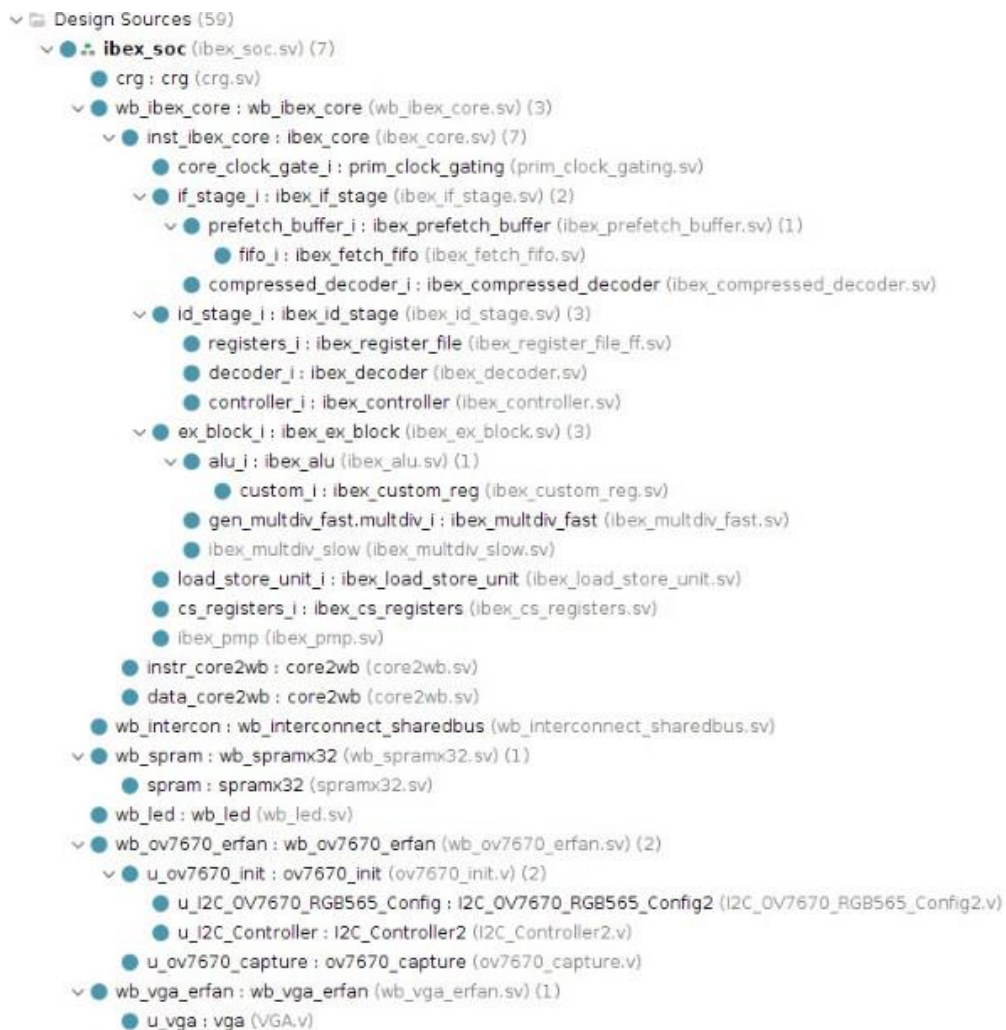 Design Sources (59)
ibex_soc (ibex_soc.sv) (7)
crg : crg (crg.sv)
wb_ibex_core : wb_ibex_core (wb_ibex_core.sv) (3)
inst_ibex_core : ibex_core (ibex_core.sv) (7)
core_clock_gate_i : prim_clock_gating (prim_clock_gating.sv)
if_stage_i : ibex_if_stage (ibex_if_stage.sv) (2)
prefetch_buffer_i : ibex_prefetch_buffer (ibex_prefetch_buffer.sv) (1)
fifo_i : ibex_fetch_fifo (ibex_fetch_fifo.sv)
compressed_decoder_i : ibex_compressed_decoder (ibex_compressed_decoder.sv)
id_stage_i : ibex_id_stage (ibex_id_stage.sv) (3)
registers_i : ibex_register_file (ibex_register_file_ff.sv)
decoder_i : ibex_decoder (ibex_decoder.sv)
controller_i : ibex_controller (ibex_controller.sv)
ex_block_i : ibex_ex_block (ibex_ex_block.sv) (3)
alu_i : ibex_alu (ibex_alu.sv) (1)
custom_i : ibex_custom_reg (ibex_custom_reg.sv)
gen_multdiv_fast.multdiv_i : ibex_multdiv_fast (ibex_multdiv_fast.sv)
ibex_multdiv_slow (ibex_multdiv_slow.sv)
load_store_unit_i : ibex_load_store_unit (ibex_load_store_unit.sv)
cs_registers_i : ibex_cs_registers (ibex_cs_registers.sv)
ibex_pmp (ibex_pmp.sv)
instr_core2wb : core2wb (core2wb.sv)
data_core2wb : core2wb (core2wb.sv)
wb_intercon : wb_interconnect_sharedbus (wb_interconnect_sharedbus.sv)
wb_spram : wb_spramx32 (wb_spramx32.sv) (1)
spram : spramx32 (spramx32.sv)
wb_led : wb_led (wb_led.sv)
wb_ov7670_erfan : wb_ov7670_erfan (wb_ov7670_erfan.sv) (2)
u_ov7670_init : ov7670_init (ov7670_init.v) (2)
u_I2C_OV7670_RGB565_Config : I2C_OV7670_RGB565_Config2 (I2C_OV7670_RGB565_Config2.v)
u_I2C_Controller : I2C_Controller2 (I2C_Controller2.v)
u_ov7670_capture : ov7670_capture (ov7670_capture.v)
wb_vga_erfan : wb_vga_erfan (wb_vga_erfan.sv) (1)
u_vga : vga (VGA.v)